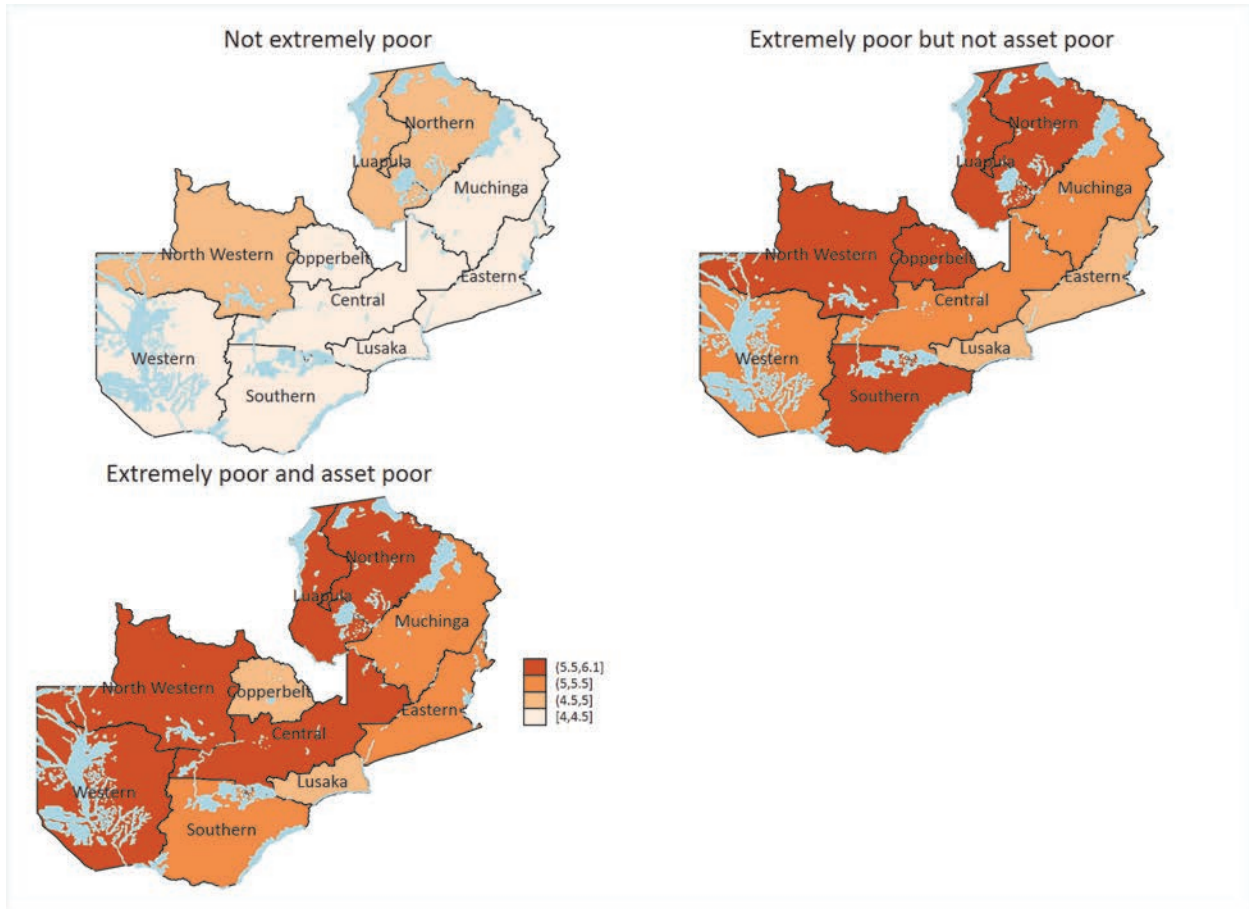 Not extremely poor
Northern
Luapula
Muchinga
North Western
Copperbelt
Eastern
Central
Western
Lusaka
Southern
Extremely poor but not asset poor
Northern
Luapula
Muchinga
North Western
Copperbelt
Eastern
Central
Western
Lusaka
Southern
Extremely poor and asset poor
Northern
Luapula
Muchinga
North Western
Copperbelt
Eastern
Central
Lusaka
Western
Southern
(5.5,6.1]
(5,5.5]
(4.5,5]
[4,4.5]